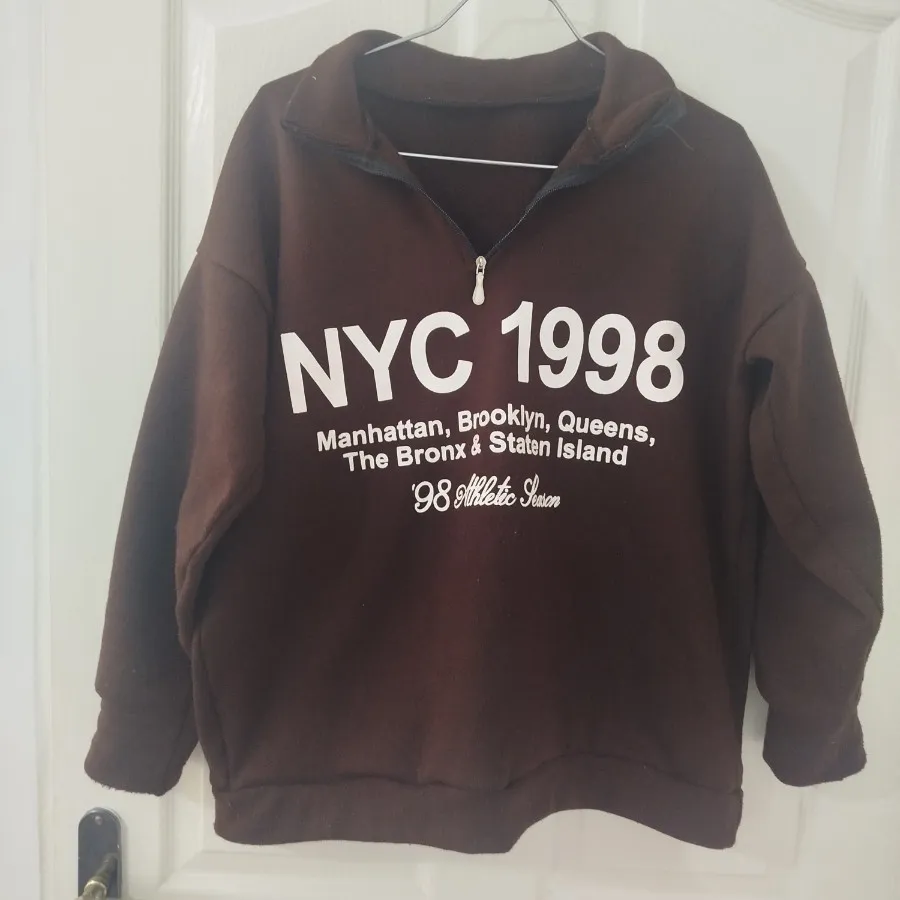 NYC 1998
Manhattan, Brooklyn, Queens,
The Bronx & Staten Island
'98 Athletic Season